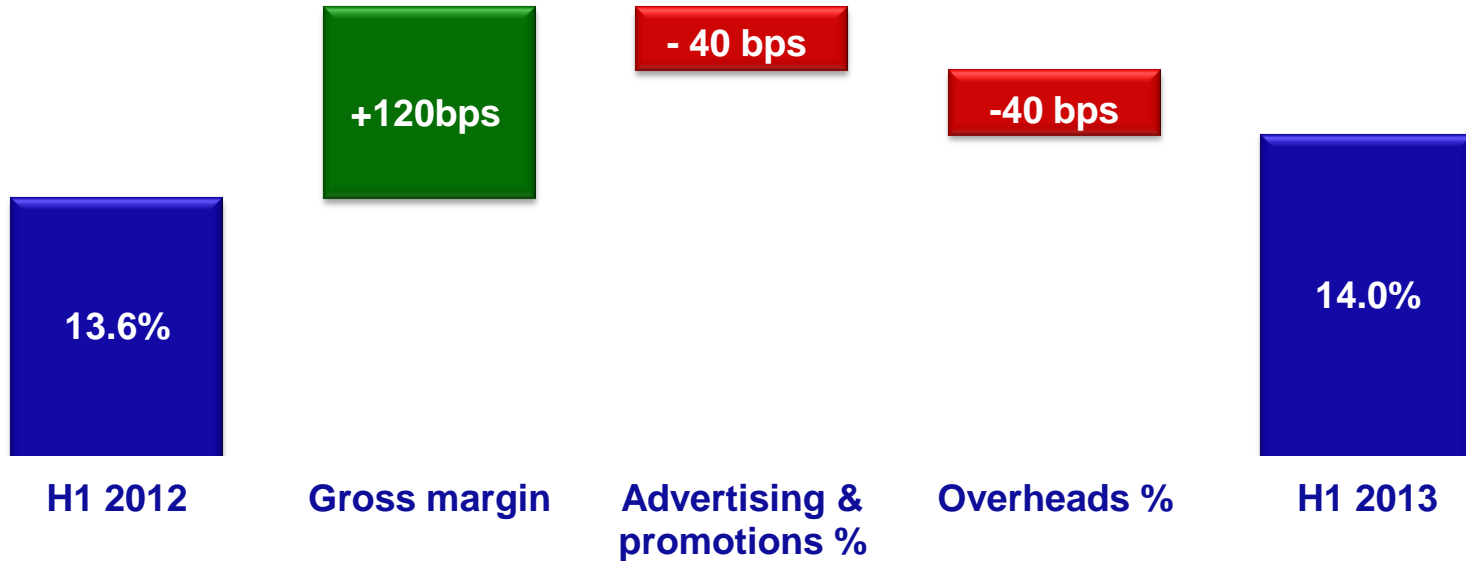 - 40 bps
+120bps
-40 bps
13.6%
14.0%
H1 2012
Gross margin
Advertising &
promotions %
Overheads %
H1 2013